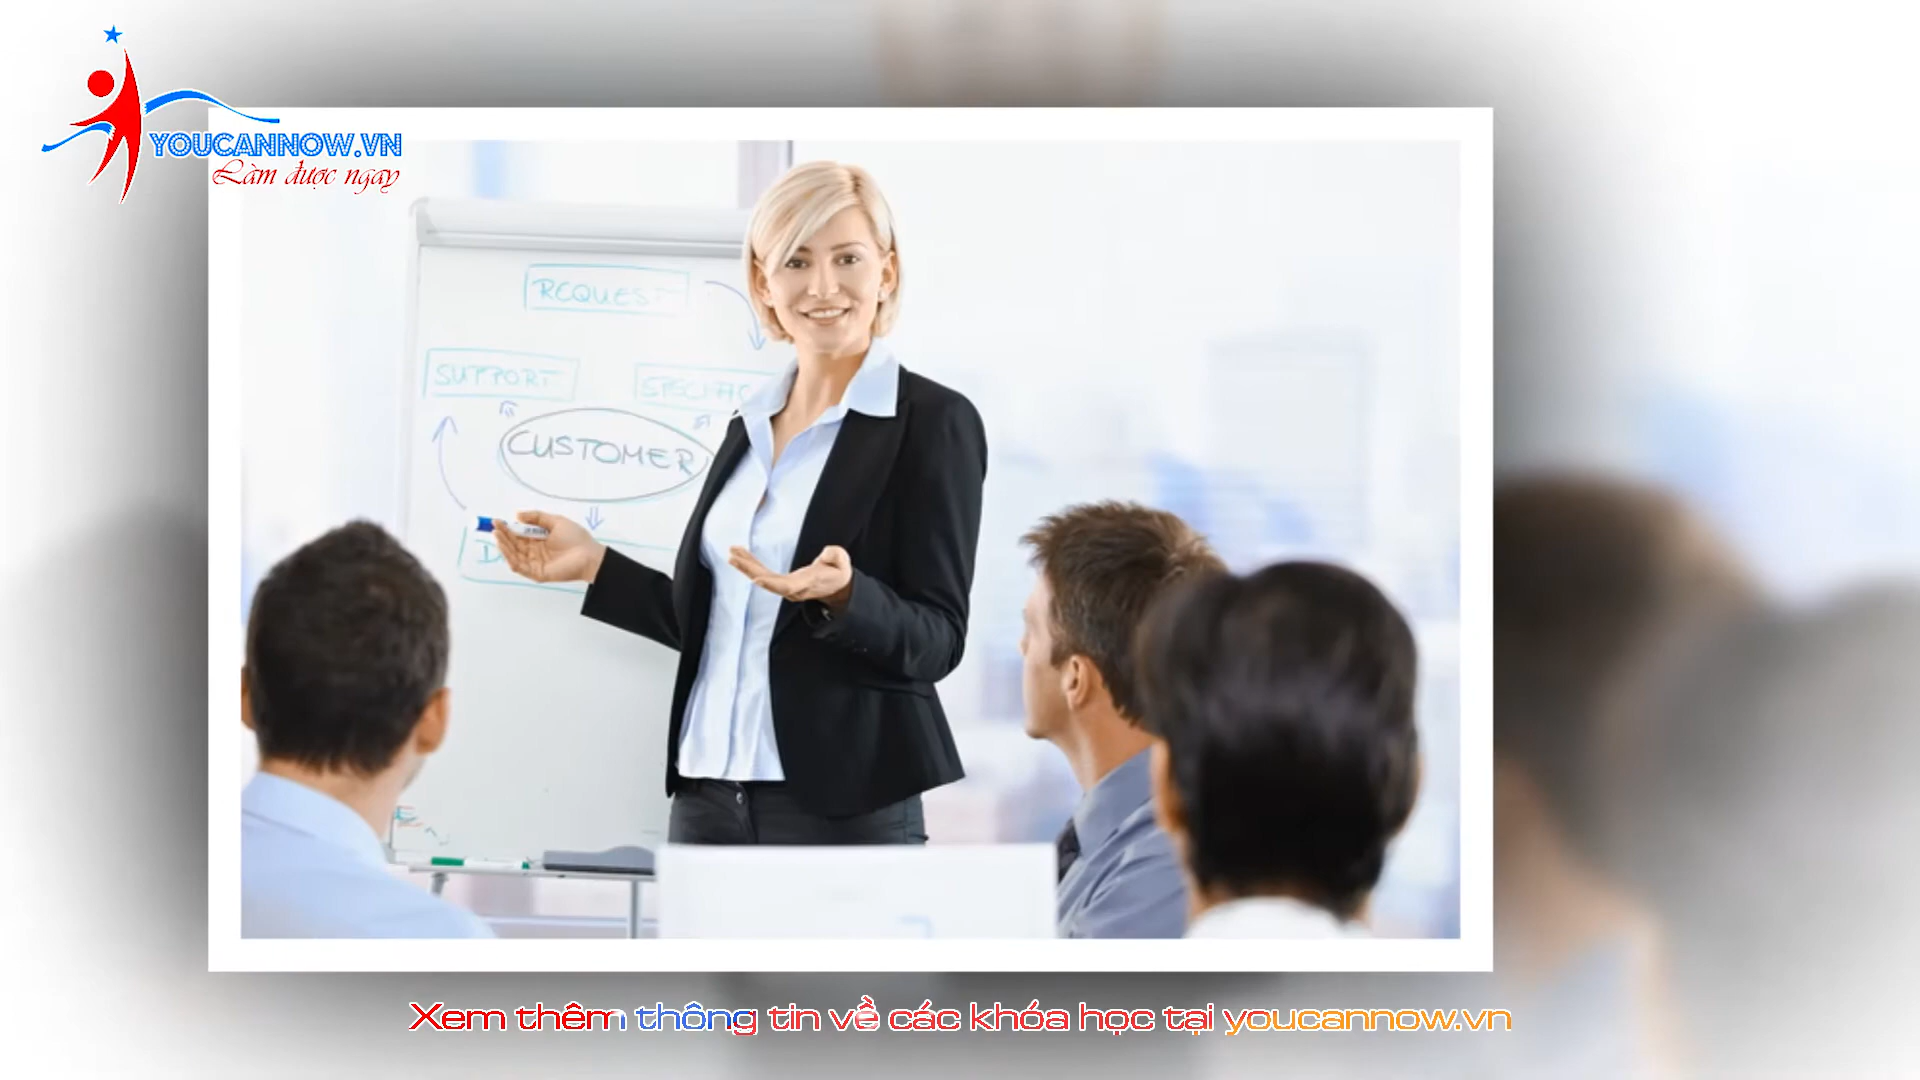 YOUCANNOW.VN
Làm được ngay
REQUEST
SUPPORT
SPECIFIC
CUSTOMER
Xem thêm thông tin về các khóa học tại youcannow.vn